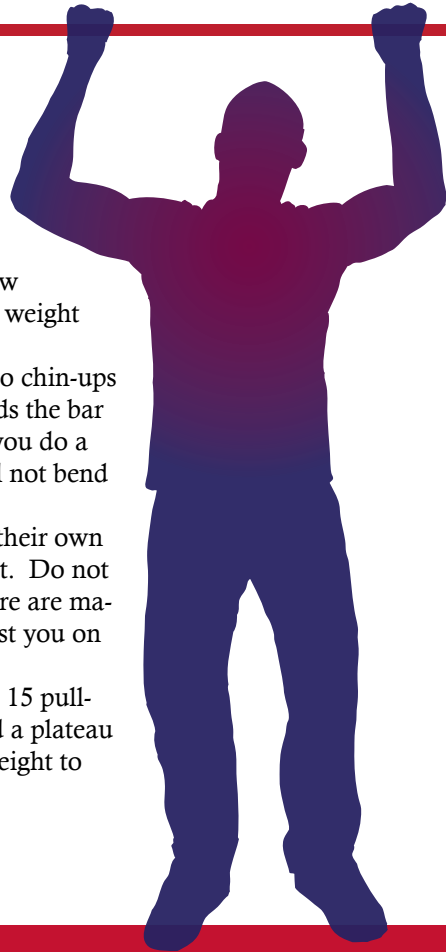 w
weight
o chin-ups
ds the bar
you do a
l not bend
their own
t.  Do not
re are ma-
st you on
15 pull-
d a plateau
eight to